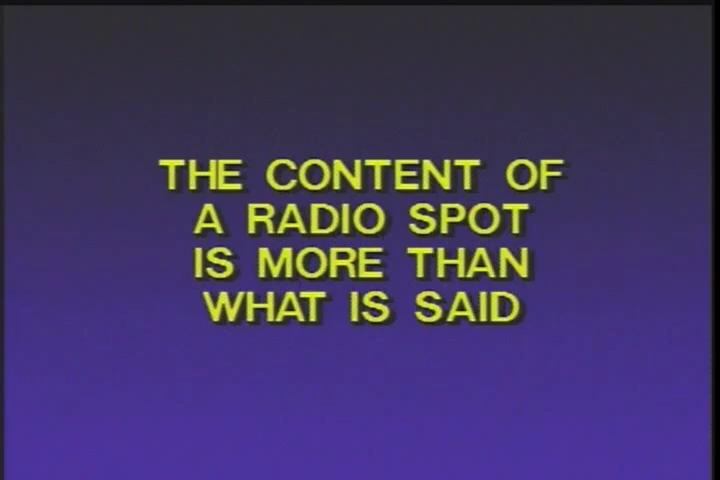 THE CONTENT OF
A RADIO SPOT
IS MORE THAN
WHAT IS SAID